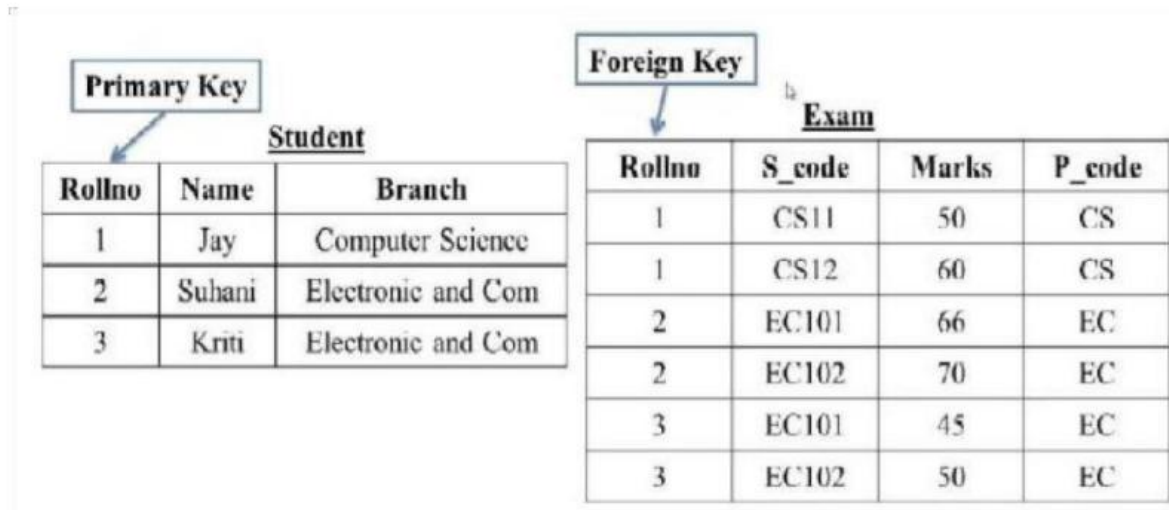 Primary Key
Student
Rollno Name Branch
1 Jay Computer Science
2 Suhani Electronic and Com
3 Kriti Electronic and Com
Foreign Key
Exam
Rollno S_code Marks P_code
1 CS11 50 CS
1 CS12 60 CS
2 EC101 66 EC
2 EC102 70 EC
3 EC101 45 EC
3 EC102 50 EC